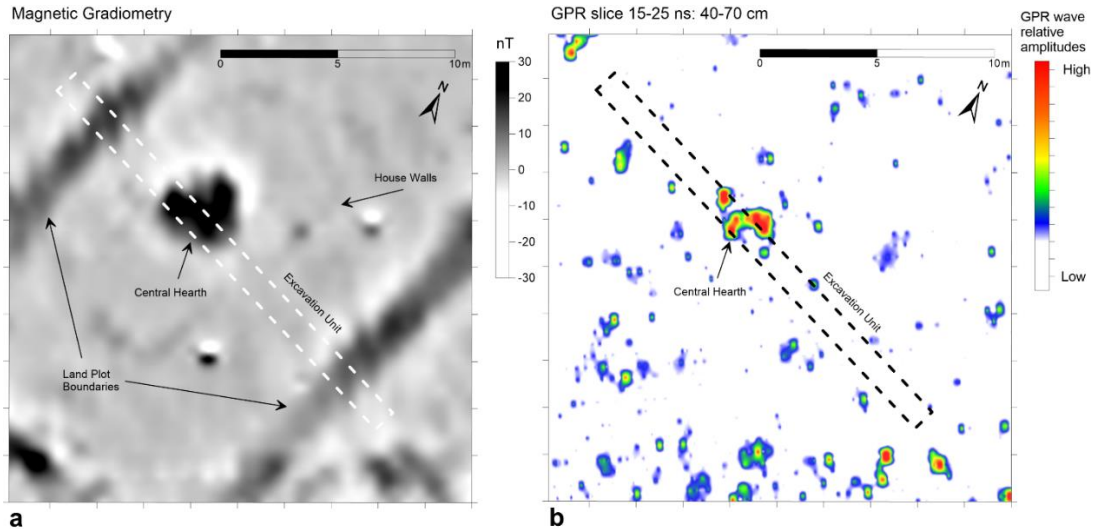 Magnetic Gradiometry
0 5 10m
N
nT
30
20
10
0
-10
-20
-30
House Walls
Central Hearth
Excavation Unit
Land Plot
Boundaries
a
GPR slice 15-25 ns: 40-70 cm
0 5 10m
N
GPR wave
relative
amplitudes
High
Low
Central Hearth
Excavation Unit
b